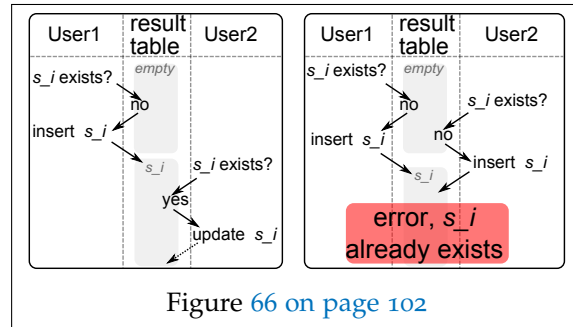 User1 result table User2
empty
s_i exists?
no
insert s_i
s_i
s_i exists?
yes
update s_i
User1 result table User2
empty
s_i exists?
no
s_i exists?
insert s_i
no
s_i
insert s_i
error, s_i
already exists
Figure 66 on page 102